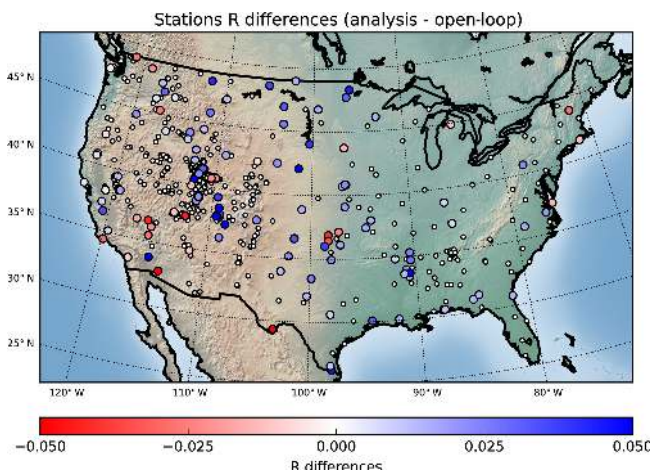 Stations R differences (analysis - open-loop)
45° N
40° N
35° N
30° N
25° N
120° W 110° W 100° W 90° W 80° W
−0.050 −0.025 0.000 0.025 0.050
R differences